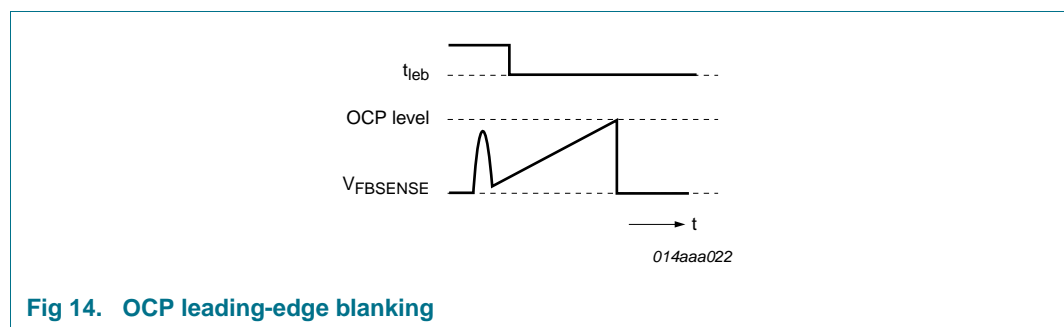 tleb
OCP level
VFBSENSE
t
014aaa022
Fig 14. OCP leading-edge blanking